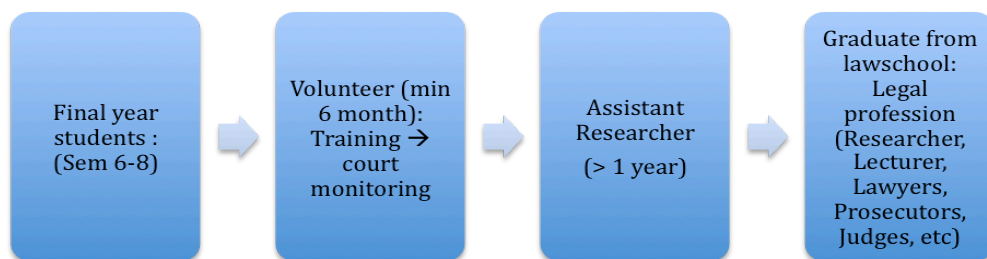 Final year
students :
(Sem 6-8)
Volunteer (min
6 month):
Training →
court
monitoring
Assistant
Researcher
(> 1 year)
Graduate from
lawschool:
Legal
profession
(Researcher,
Lecturer,
Lawyers,
Prosecutors,
Judges, etc)